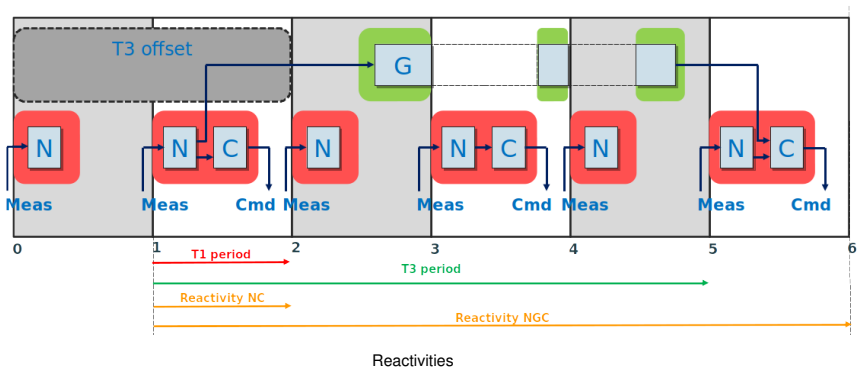 T3 offset
G
N
N
C
N
N
C
N
N
C
Meas
Meas
Cmd
Meas
Meas
Cmd
Meas
Meas
Cmd
0
1
2
3
4
5
6
T1 period
T3 period
Reactivity NC
Reactivity NGC
Reactivities